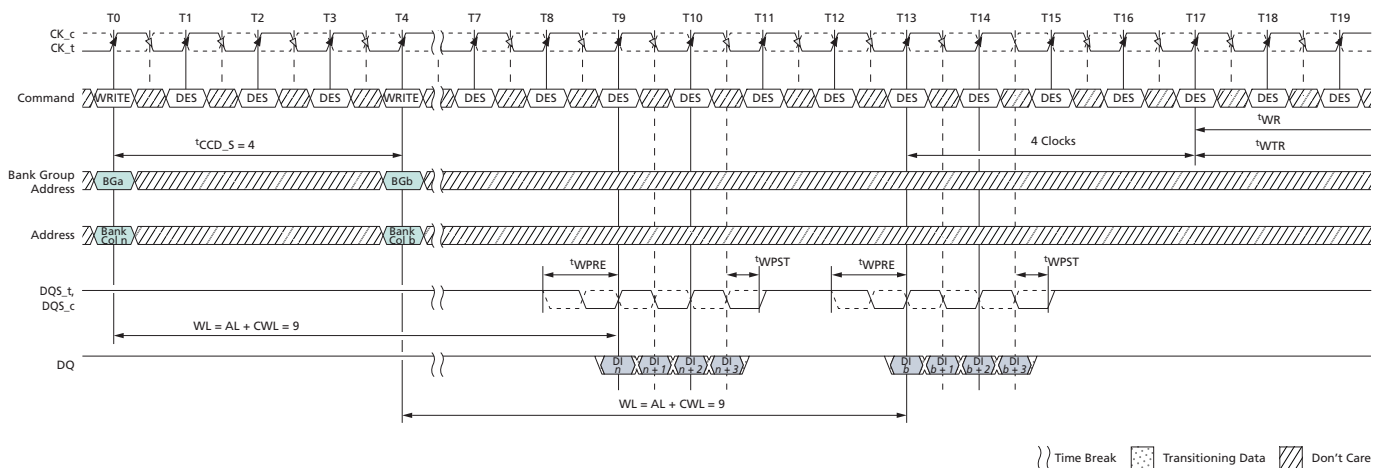 T0 T1 T2 T3 T4 T7 T8 T9 T10 T11 T12 T13 T14 T15 T16 T17 T18 T19
CK_c
CK_t
Command WRITE DES DES DES WRITE DES DES DES DES DES DES DES DES DES DES DES DES DES
tWR
tCCD_S = 4 4 Clocks tWTR
Bank Group
Address BGa BGb
Address Bank
Col n Bank
Col b
tWPRE tWPST tWPRE tWPST
DQS_t,
DQS_c
WL = AL + CWL = 9
DQ DI
n DI
n + 1 DI
n + 2 DI
n + 3 DI
b DI
b + 1 DI
b + 2 DI
b + 3
WL = AL + CWL = 9
Time Break Transitioning Data Don't Care